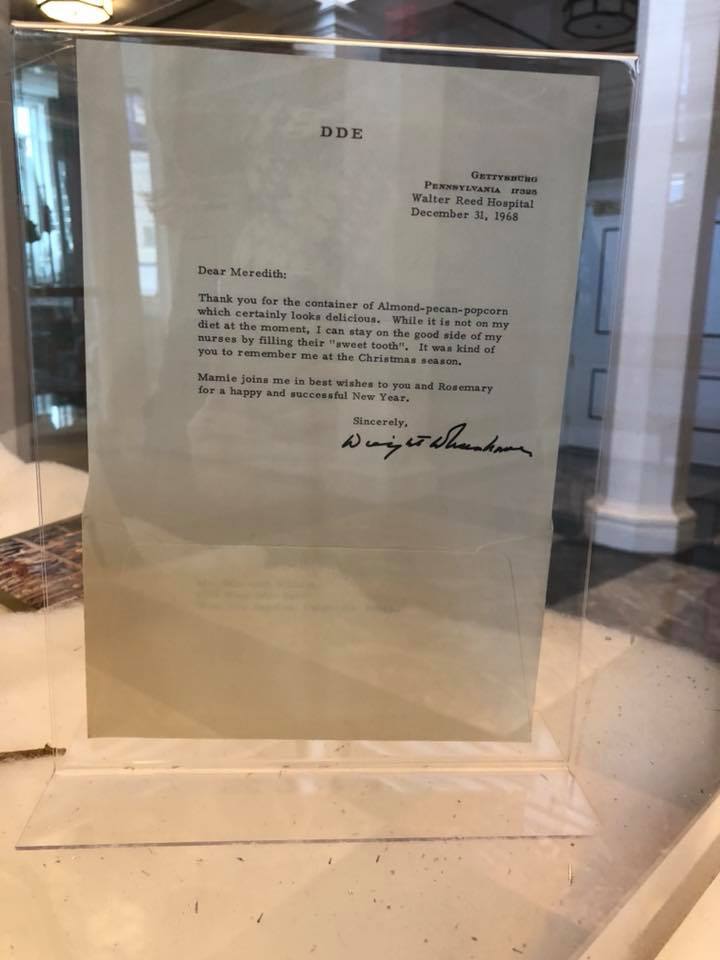 DDE
GETTYSBURG
PENNSYLVANIA 17325
Walter Reed Hospital
December 31, 1968
Dear Meredith:
Thank you for the container of Almond-pecan-popcorn
which certainly looks delicious. While it is not on my
diet at the moment, I can stay on the good side of my
nurses by filling their "sweet tooth". It was kind of
you to remember me at the Christmas season.
Mamie joins me in best wishes to you and Rosemary
for a happy and successful New Year.
Sincerely,
Dwight D Eisenhower